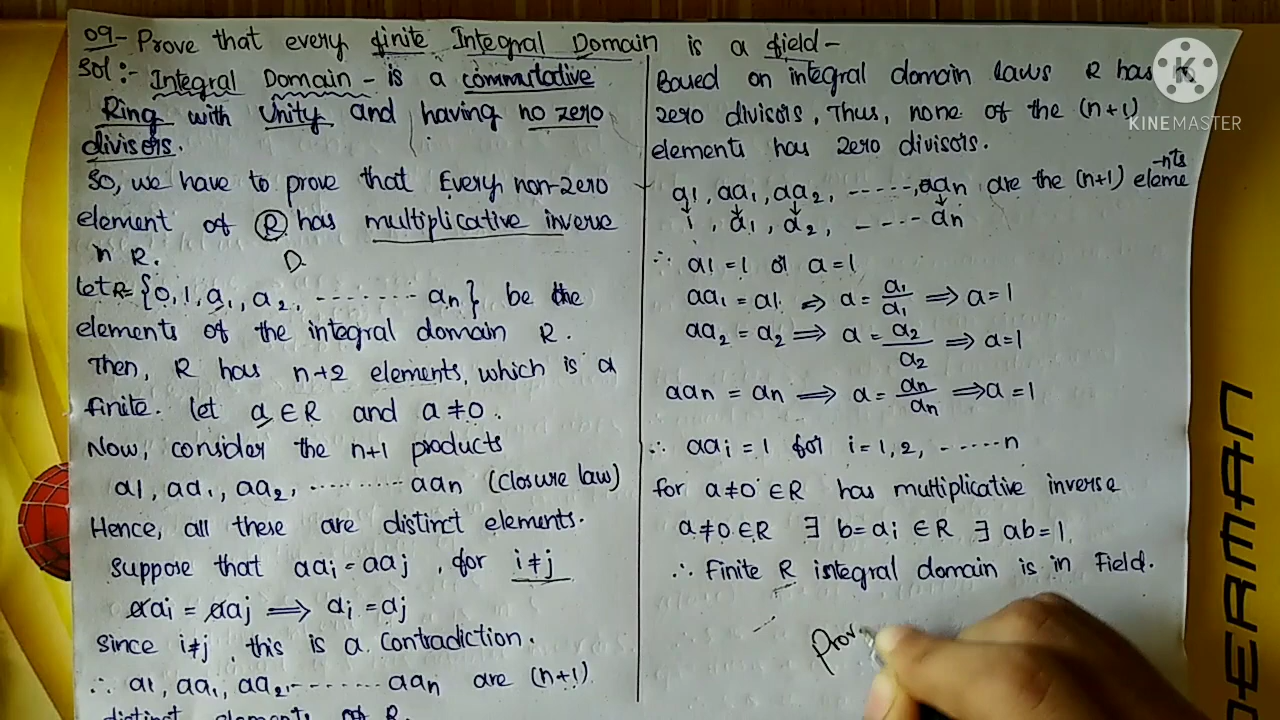 09- Prove that every finite Integral Domain is a field-
Sol:- Integral Domain - is a commutative
Ring with Unity and having no zero
divisors.
So, we have to prove that Every non-zero
element of R has multiplicative inverse
n R. D
let R= {0, 1, a₁, a₂, ........ aₙ} be the
elements of the integral domain R.
Then, R has n+2 elements, which is a
finite. let a ∈ R and a ≠ 0.
Now, consider the n+1 products
a1, aa₁, aa₂, .......... aaₙ (Closure law)
Hence, all these are distinct elements.
Suppose that aaᵢ = aaⱼ, for i≠j
aaᵢ = aaⱼ ⟹ aᵢ = aⱼ
Since i≠j, this is a contradiction.
∴ a1, aa₁, aa₂, ........ aaₙ are (n+1)
distinct elements of R.
Based on integral domain laws R has
zero divisors, Thus, none of the (n+1)
elements has zero divisors.
a1, aa₁, aa₂, ......, aaₙ are the (n+1) eleme
-nts
1, a₁, a₂, ---- aₙ
∴ a1 = 1 or a = 1
aa₁ = a1. ⇒ a = a₁/a₁ ⟹ a = 1
aa₂ = a₂ ⟹ a = a₂/a₂ ⟹ a = 1
aaₙ = aₙ ⟹ a = aₙ/aₙ ⟹ a = 1
∴ aaᵢ = 1 for i = 1, 2, ...... n
for a≠0 ∈ R has multiplicative inverse
a≠0 ∈ R ∃ b = aᵢ ∈ R ∃ ab = 1.
∴ Finite R integral domain is in Field.
Prov
K
KINEMASTER
DERMAN